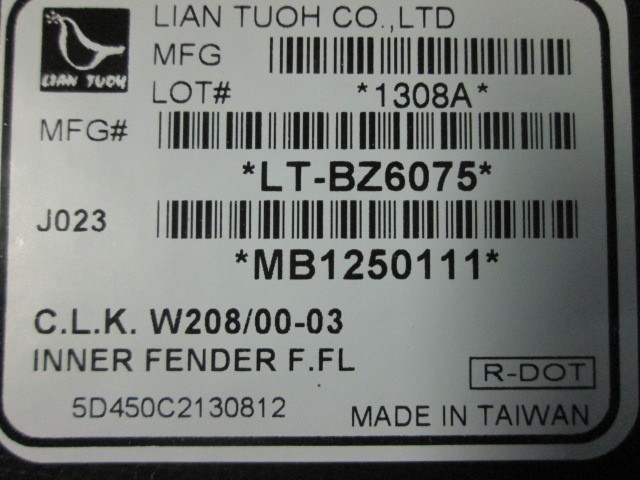 LIAN TUOH CO.,LTD
LIAN TUOH
MFG
LOT#
*1308A*
MFG#
*LT-BZ6075*
J023
*MB1250111*
C.L.K. W208/00-03
INNER FENDER F.FL
R-DOT
5D450C2130812
MADE IN TAIWAN